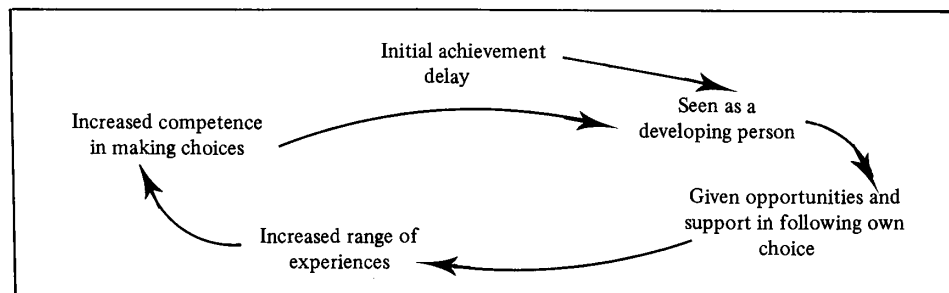 Initial achievement
delay
Seen as a
developing person
Given opportunities and
support in following own
choice
Increased range of
experiences
Increased competence
in making choices